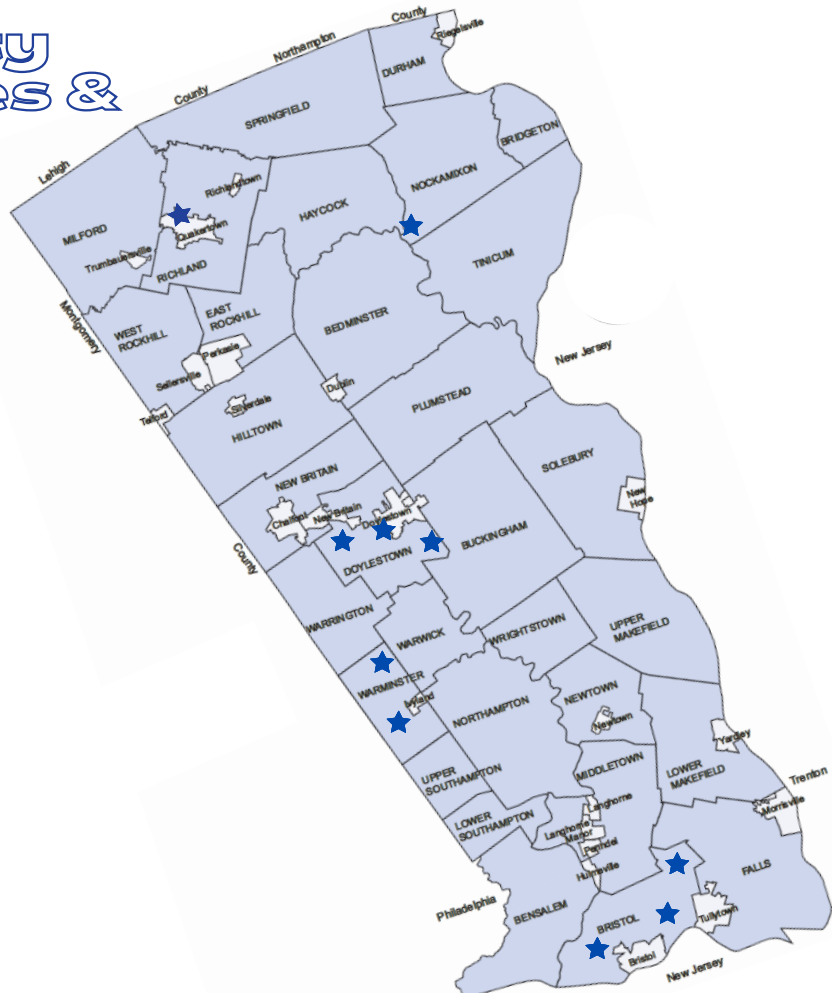 ty
es &
County
Riegelsville
Northampton
DURHAM
County
SPRINGFIELD
BRIDGETON
Lehigh
Richlandtown
NOCKAMIXON
HAYCOCK
Quakertown
MILFORD
Trumbauersville
RICHLAND
TINICUM
Montgomery
EAST
ROCKHILL
WEST
ROCKHILL
BEDMINSTER
Perkasie
New Jersey
Sellersville
Dublin
Silverdale
PLUMSTEAD
Telford
HILLTOWN
SOLEBURY
NEW BRITAIN
New
Hope
Chalfont
New Britain
Doylestown
BUCKINGHAM
County
DOYLESTOWN
WARRINGTON
WARWICK
WRIGHTSTOWN
UPPER
MAKEFIELD
WARMINSTER
Ivyland
NEWTOWN
NORTHAMPTON
Newtown
Yardley
UPPER
SOUTHAMPTON
MIDDLETOWN
LOWER
MAKEFIELD
Trenton
Morrisville
Langhorne
LOWER
SOUTHAMPTON
Langhorne
Manor
Penndel
Hulmeville
FALLS
Philadelphia
BENSALEM
BRISTOL
Tullytown
Bristol
New Jersey